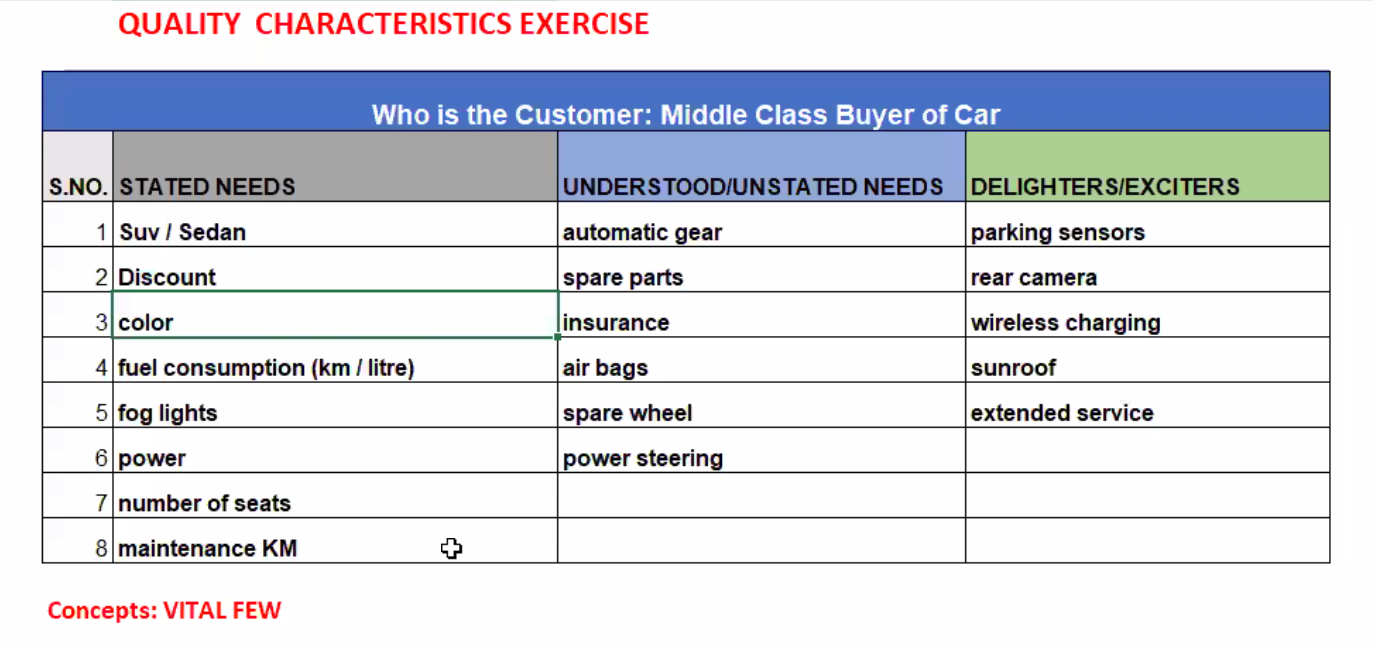 QUALITY CHARACTERISTICS EXERCISE
Who is the Customer: Middle Class Buyer of Car
S.NO. STATED NEEDS UNDERSTOOD/UNSTATED NEEDS DELIGHTERS/EXCITERS
1 Suv / Sedan automatic gear parking sensors
2 Discount spare parts rear camera
3 color insurance wireless charging
4 fuel consumption (km / litre) air bags sunroof
5 fog lights spare wheel extended service
6 power power steering
7 number of seats
8 maintenance KM
Concepts: VITAL FEW